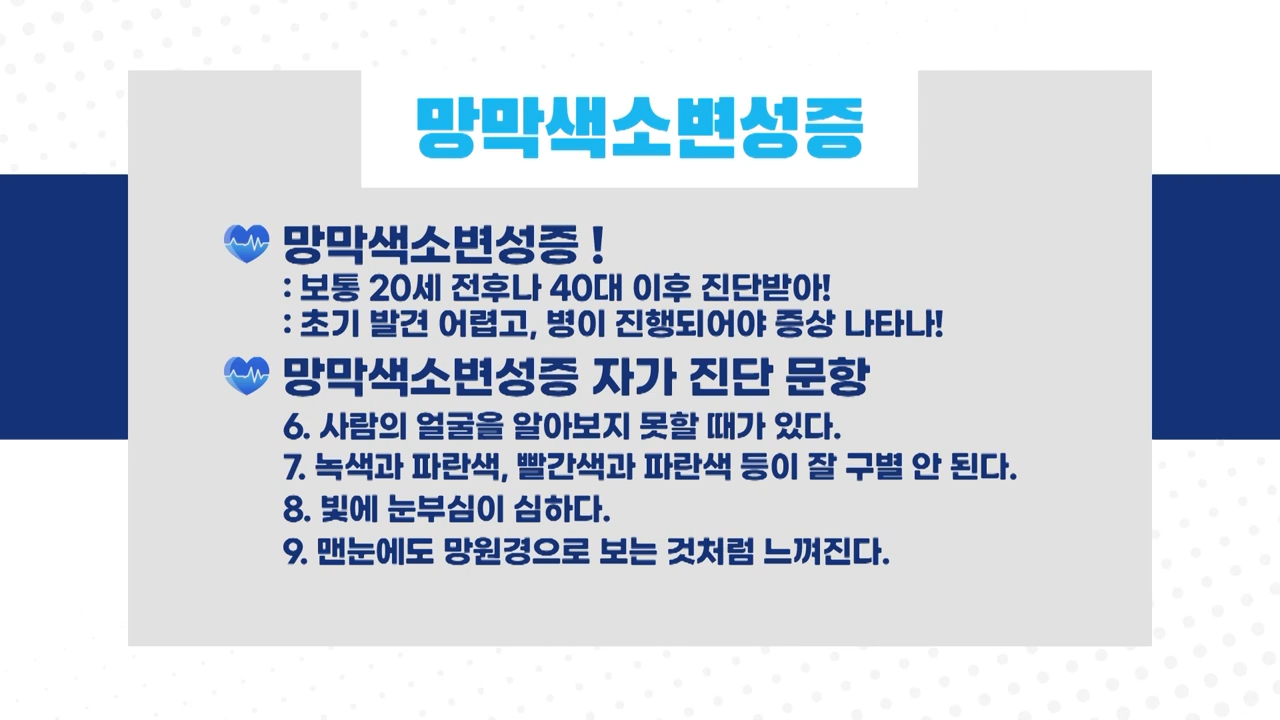 망막색소변성증
망막색소변성증 !
: 보통 20세 전후나 40대 이후 진단받아!
: 초기 발견 어렵고, 병이 진행되어야 증상 나타나!
망막색소변성증 자가 진단 문항
6. 사람의 얼굴을 알아보지 못할 때가 있다.
7. 녹색과 파란색, 빨간색과 파란색 등이 잘 구별 안 된다.
8. 빛에 눈부심이 심하다.
9. 맨눈에도 망원경으로 보는 것처럼 느껴진다.